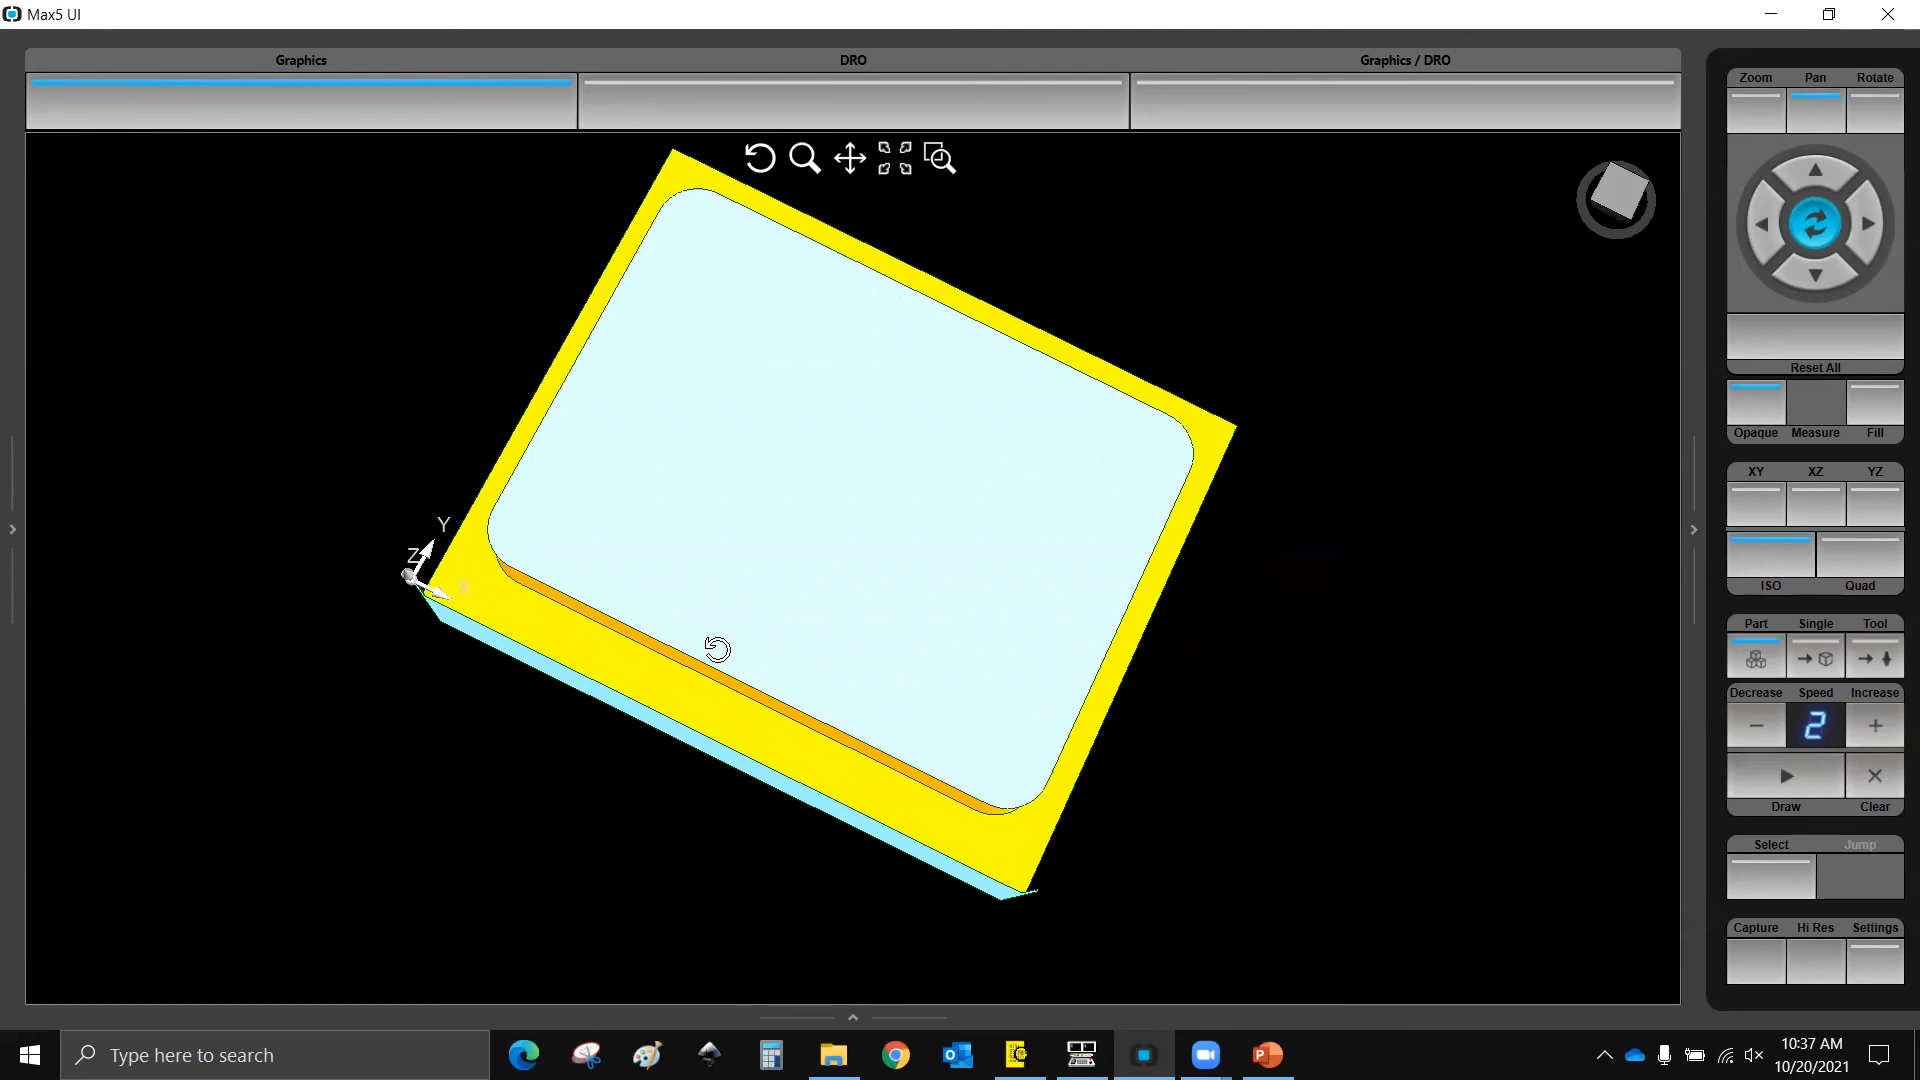 Max5 UI
Graphics
DRO
Graphics / DRO
Zoom Pan Rotate
Reset All
Opaque Measure Fill
XY XZ YZ
ISO Quad
Part Single Tool
Decrease Speed Increase
2
Draw Clear
Select Jump
Capture Hi Res Settings
Y
Z
X
Type here to search
10:37 AM
10/20/2021